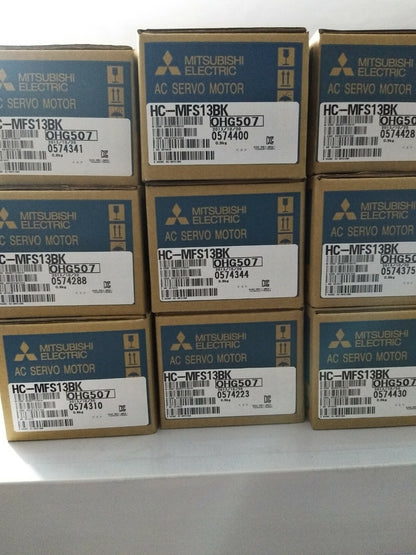 MITSUBISHI
ELECTRIC
AC SERVO MOTOR
HC-MFS13BK
OHG507
0574341
MITSUBISHI
ELECTRIC
AC SERVO MOTOR
HC-MFS13BK
OHG507
0574400
MITSUBISHI
ELECTRIC
AC SERVO MOTOR
HC-MFS13BK
OHG50
057428
MITSUBISHI
ELECTRIC
AC SERVO MOTOR
HC-MFS13BK
OHG507
0574288
MITSUBISHI
ELECTRIC
AC SERVO MOTOR
HC-MFS13BK
OHG507
0574344
MITSUBISHI
ELECTRIC
AC SERVO MOTOR
HC-MFS13BK
OHG507
0574375
MITSUBISHI
ELECTRIC
AC SERVO MOTOR
HC-MFS13BK
OHG507
0574310
MITSUBISHI
ELECTRIC
AC SERVO MOTOR
HC-MFS13BK
OHG507
0574223
MITSUBISHI
ELECTRIC
AC SERVO MOTOR
HC-MFS13BK
OHG507
0574430